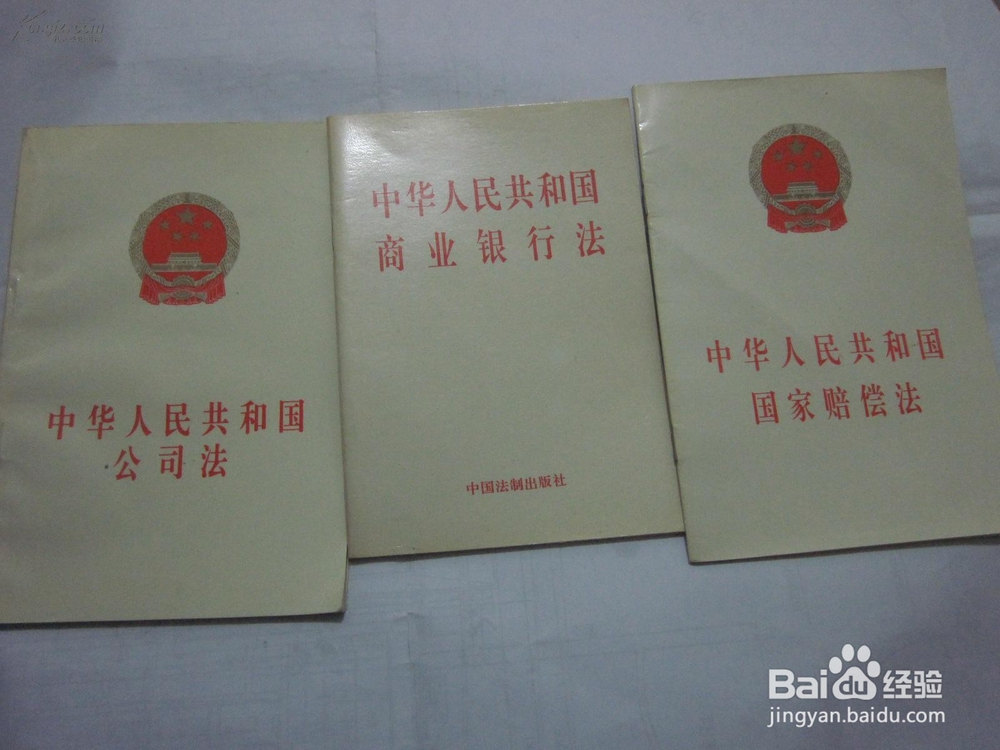 中华人民共和国
公司法
中华人民共和国
商业银行法
中国法制出版社
中华人民共和国
国家赔偿法
Baidu经验
jingyan.baidu.com